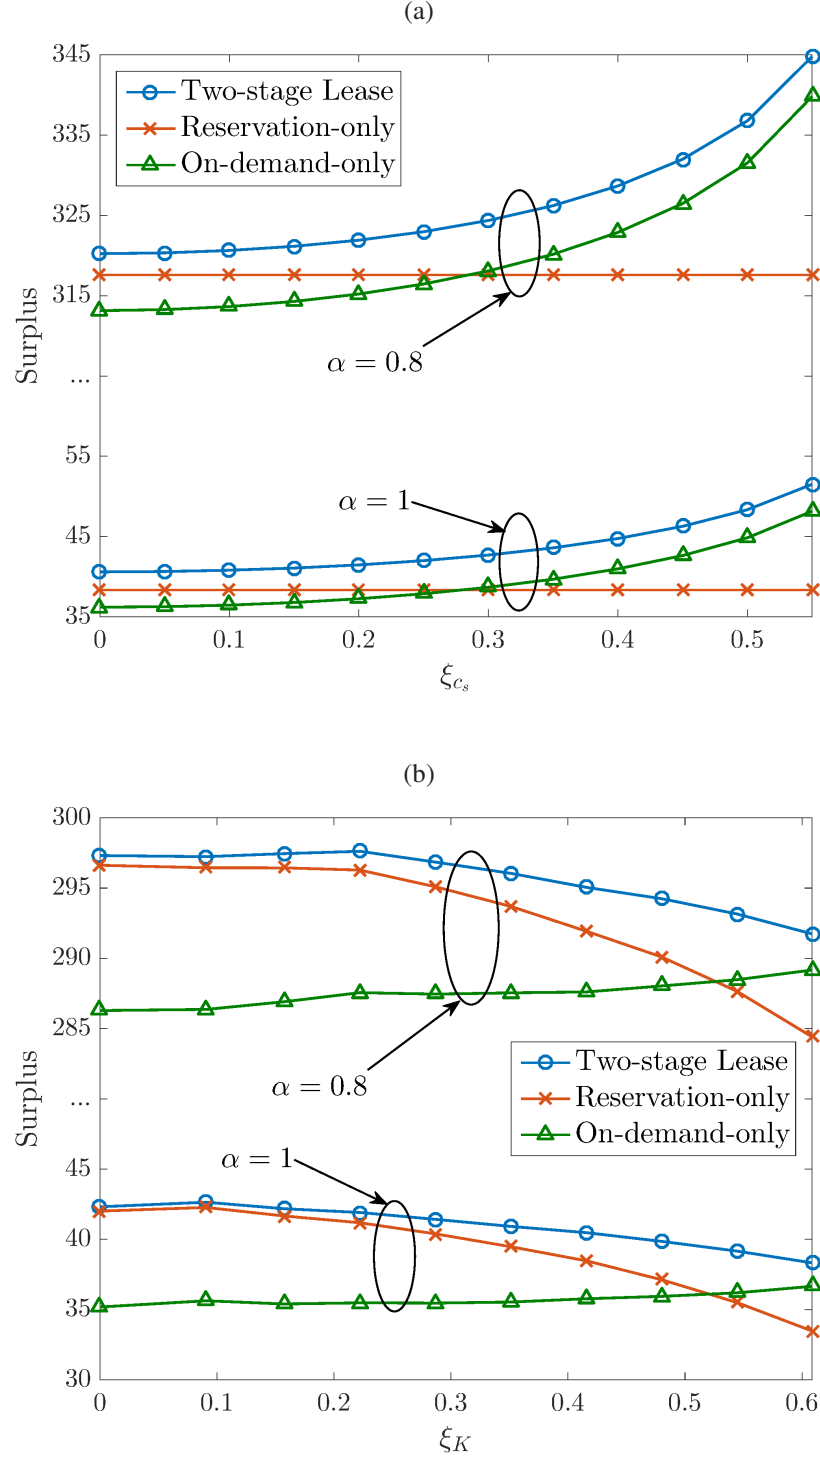 (a)
345
335
325
315
...
55
45
35
Surplus
Two-stage Lease
Reservation-only
On-demand-only
α = 0.8
α = 1
0 0.1 0.2 0.3 0.4 0.5
ξ_{c_s}
(b)
300
295
290
285
...
45
40
35
30
Surplus
α = 0.8
Two-stage Lease
Reservation-only
On-demand-only
α = 1
0 0.1 0.2 0.3 0.4 0.5 0.6
ξ_K